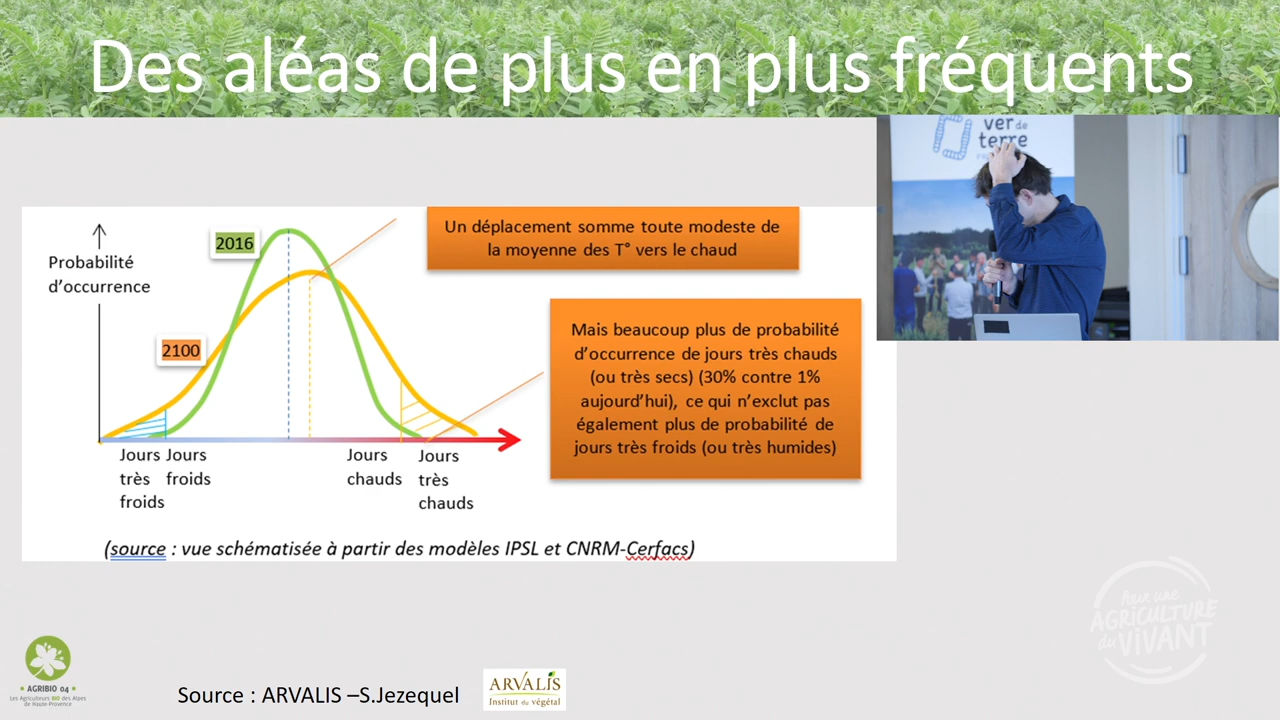 Des aléas de plus en plus fréquents
ver de
terre
Probabilité
d'occurrence
2016
2100
Un déplacement somme toute modeste de
la moyenne des T° vers le chaud
Mais beaucoup plus de probabilité
d'occurrence de jours très chauds
(ou très secs) (30% contre 1%
aujourd'hui), ce qui n'exclut pas
également plus de probabilité de
jours très froids (ou très humides)
Jours
très
froids
Jours
froids
Jours
chauds
Jours
très
chauds
(source : vue schématisée à partir des modèles IPSL et CNRM-Cerfacs)
Pour une
AGRICULTURE
du VIVANT
• AGRIBIO 04 •
Les Agriculteurs BIO des Alpes
de Haute-Provence
Source : ARVALIS –S.Jezequel
ARVALIS
Institut du végétal